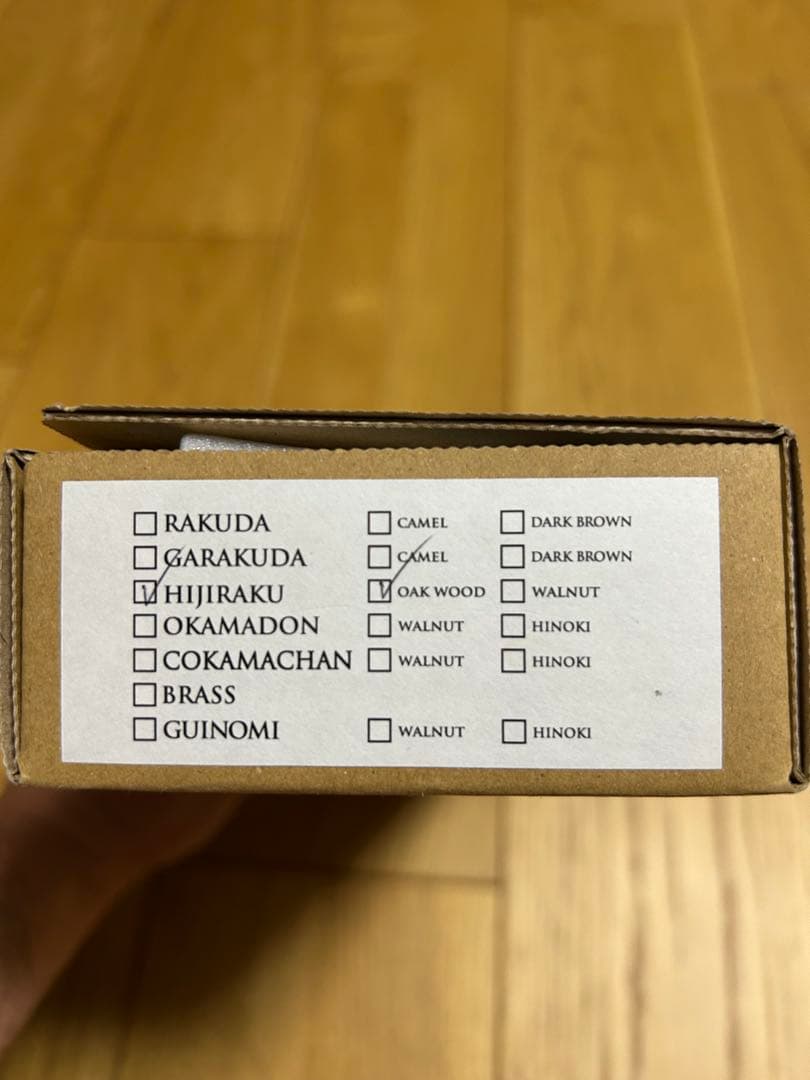 RAKUDA CAMEL DARK BROWN
GARAKUDA CAMEL DARK BROWN
HIJIRAKU OAK WOOD WALNUT
OKAMADON WALNUT HINOKI
COKAMACHAN WALNUT HINOKI
BRASS
GUINOMI WALNUT HINOKI